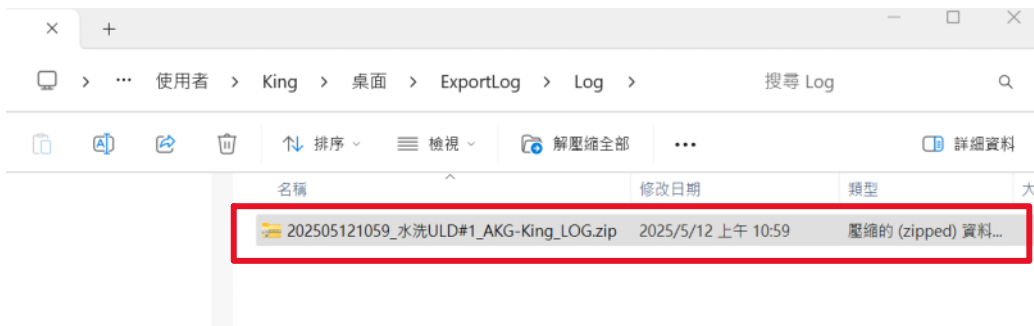 使用者 > King > 桌面 > ExportLog > Log > 搜尋 Log
排序 檢視 解壓縮全部 ... 詳細資料
名稱 修改日期 類型 大
202505121059_水洗ULD#1_AKG-King_LOG.zip 2025/5/12 上午 10:59 壓縮的 (zipped) 資料...